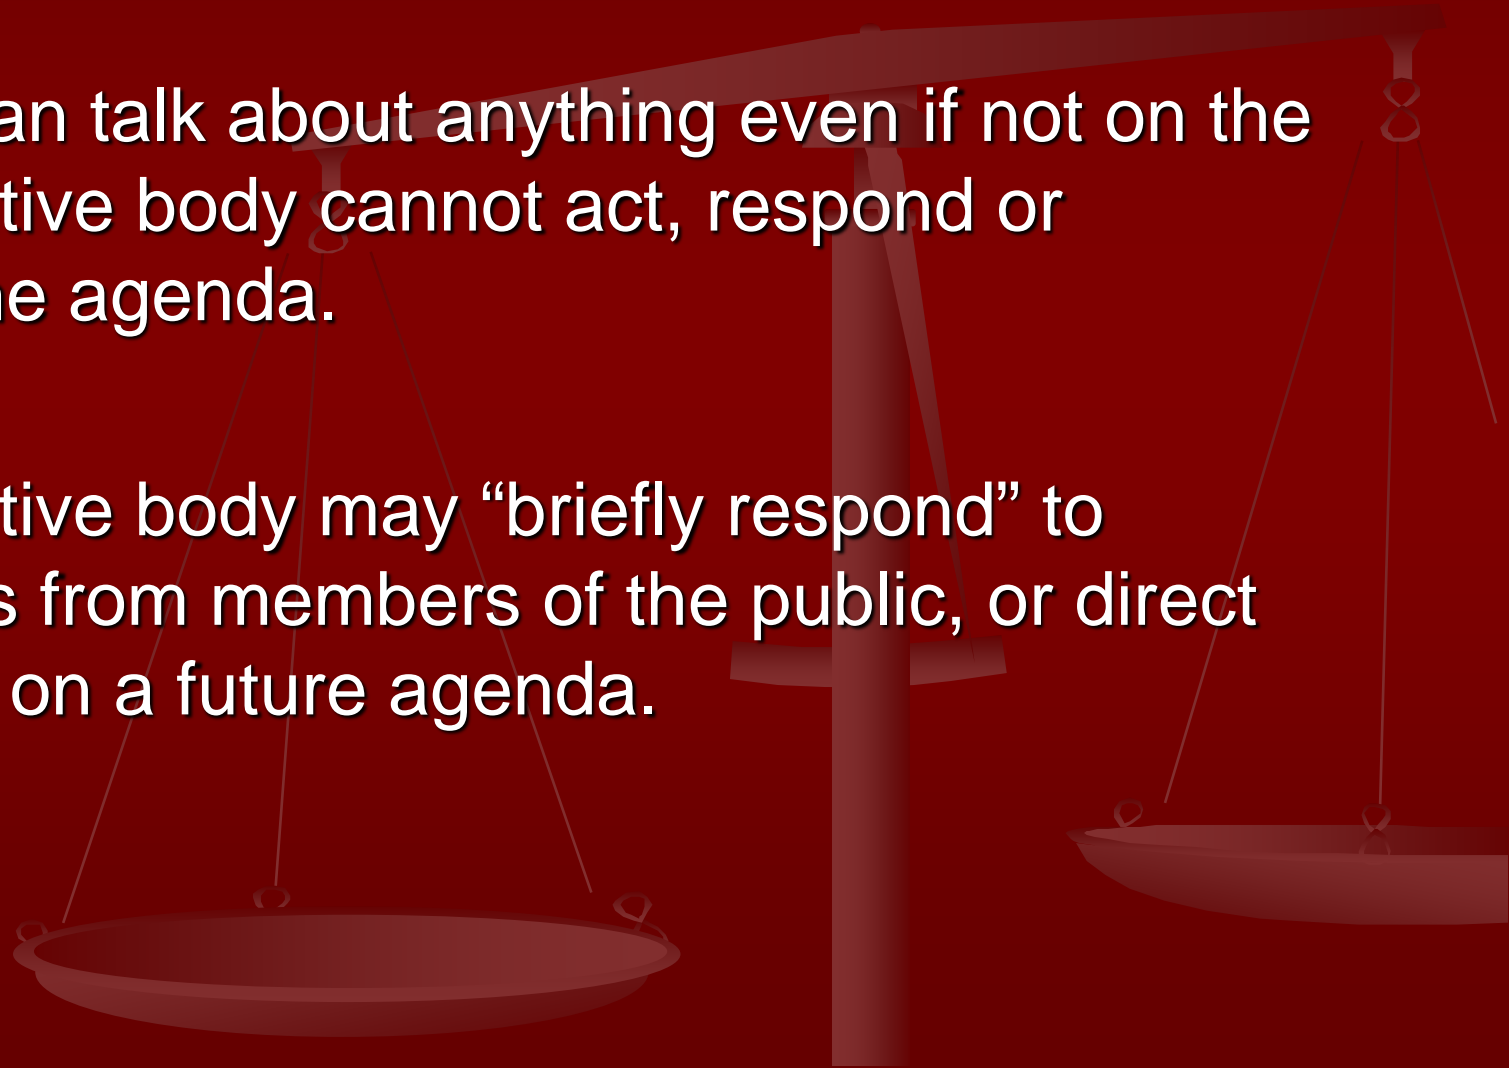 an talk about anything even if not on the
tive body cannot act, respond or
he agenda.
tive body may “briefly respond” to
s from members of the public, or direct
on a future agenda.